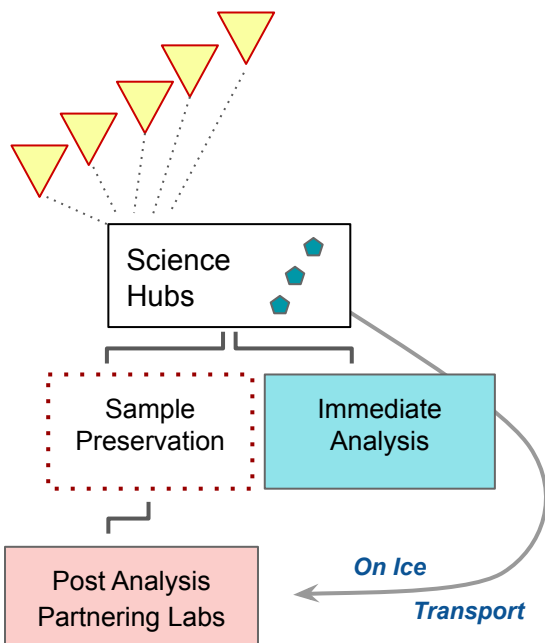 Science
Hubs
Sample
Preservation
Immediate
Analysis
Post Analysis
Partnering Labs
On Ice
Transport